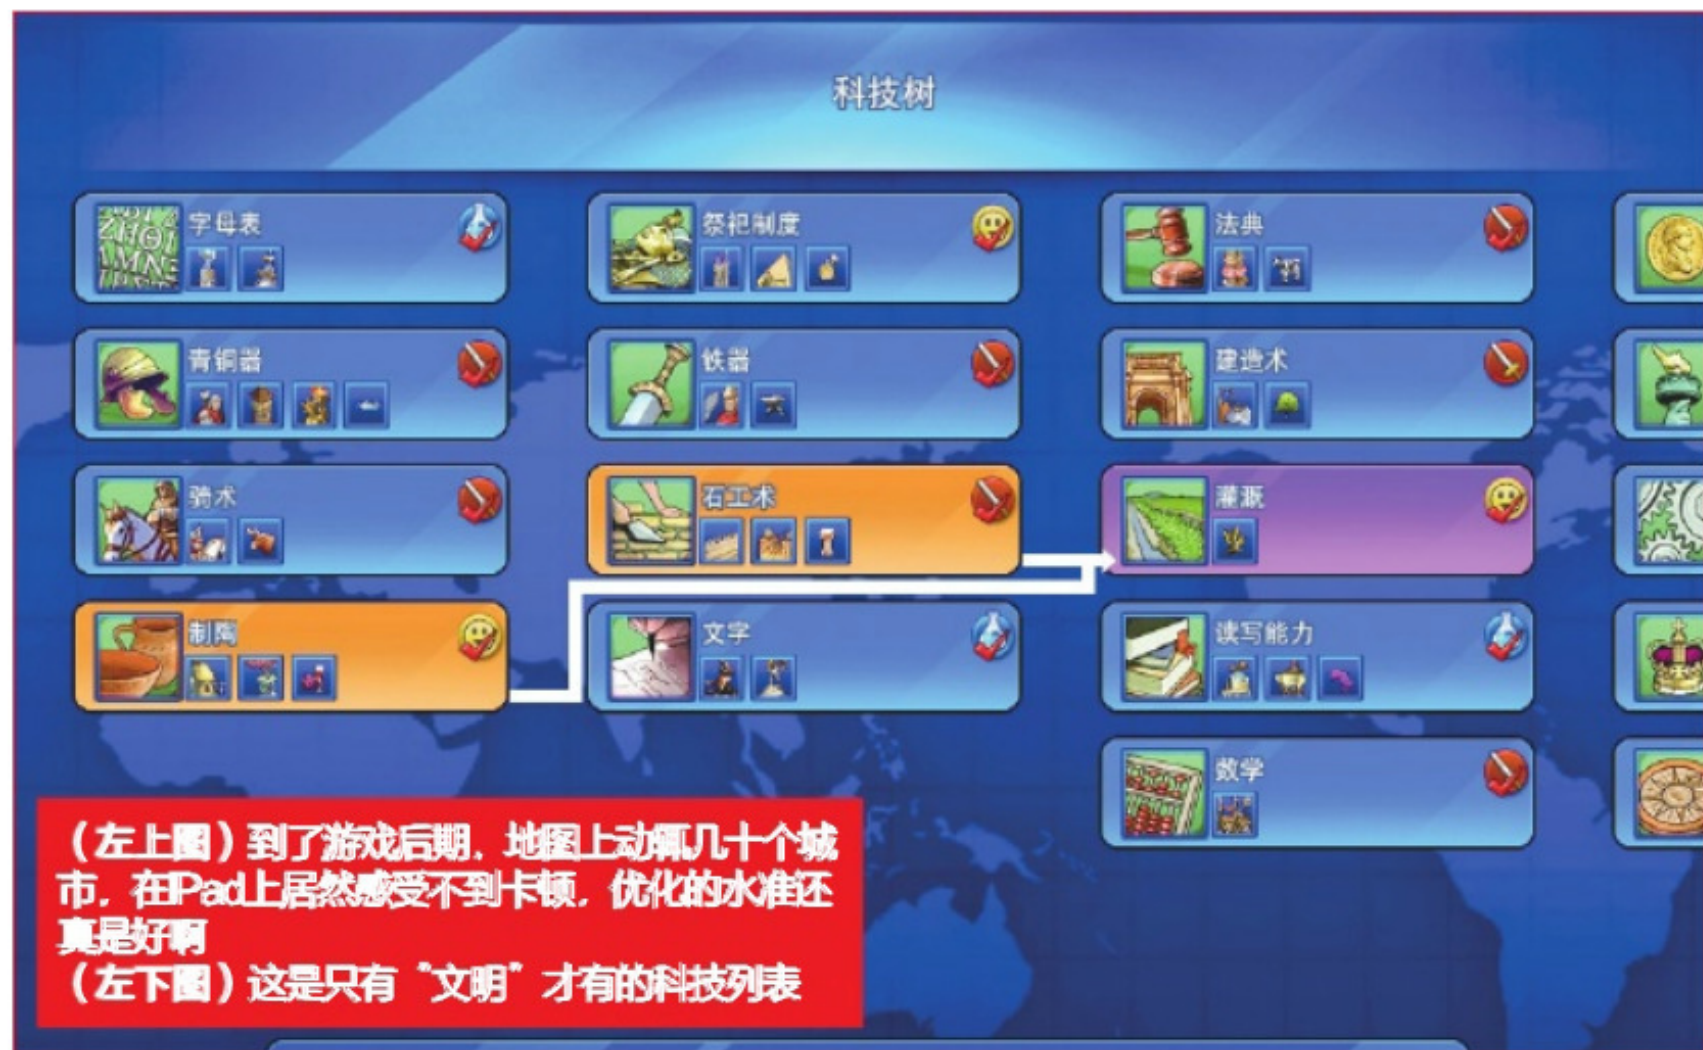 科技树
字母表
祭祀制度
法典
青铜器
铁器
建造术
骑术
石工术
灌溉
制陶
文字
读写能力
数学
（左上图）到了游戏后期，地图上动辄几十个城
市，在iPad上居然感受不到卡顿，优化的水准还
真是好啊
（左下图）这是只有“文明”才有的科技列表